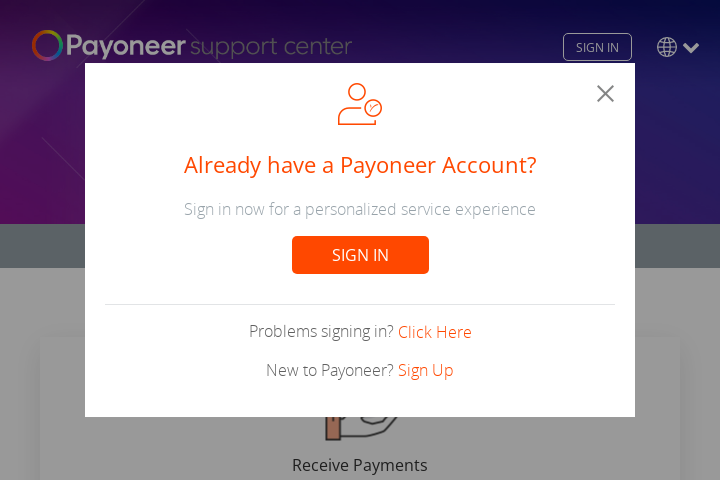 Payoneer support center
SIGN IN
Already have a Payoneer Account?
Sign in now for a personalized service experience
SIGN IN
Problems signing in? Click Here
New to Payoneer? Sign Up
Receive Payments